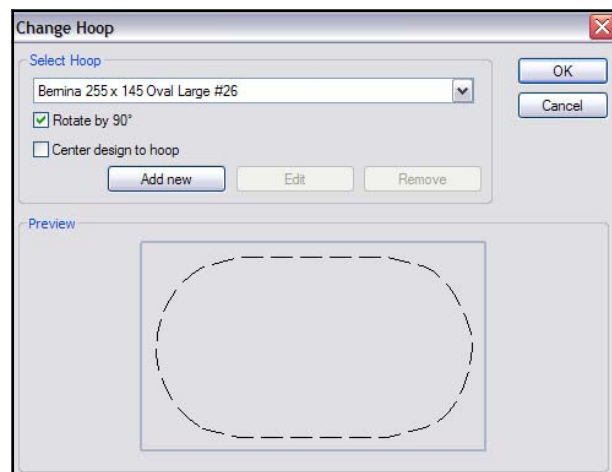 Change Hoop
Select Hoop
Bernina 255 x 145 Oval Large #26
OK
Cancel
Rotate by 90°
Center design to hoop
Add new
Edit
Remove
Preview